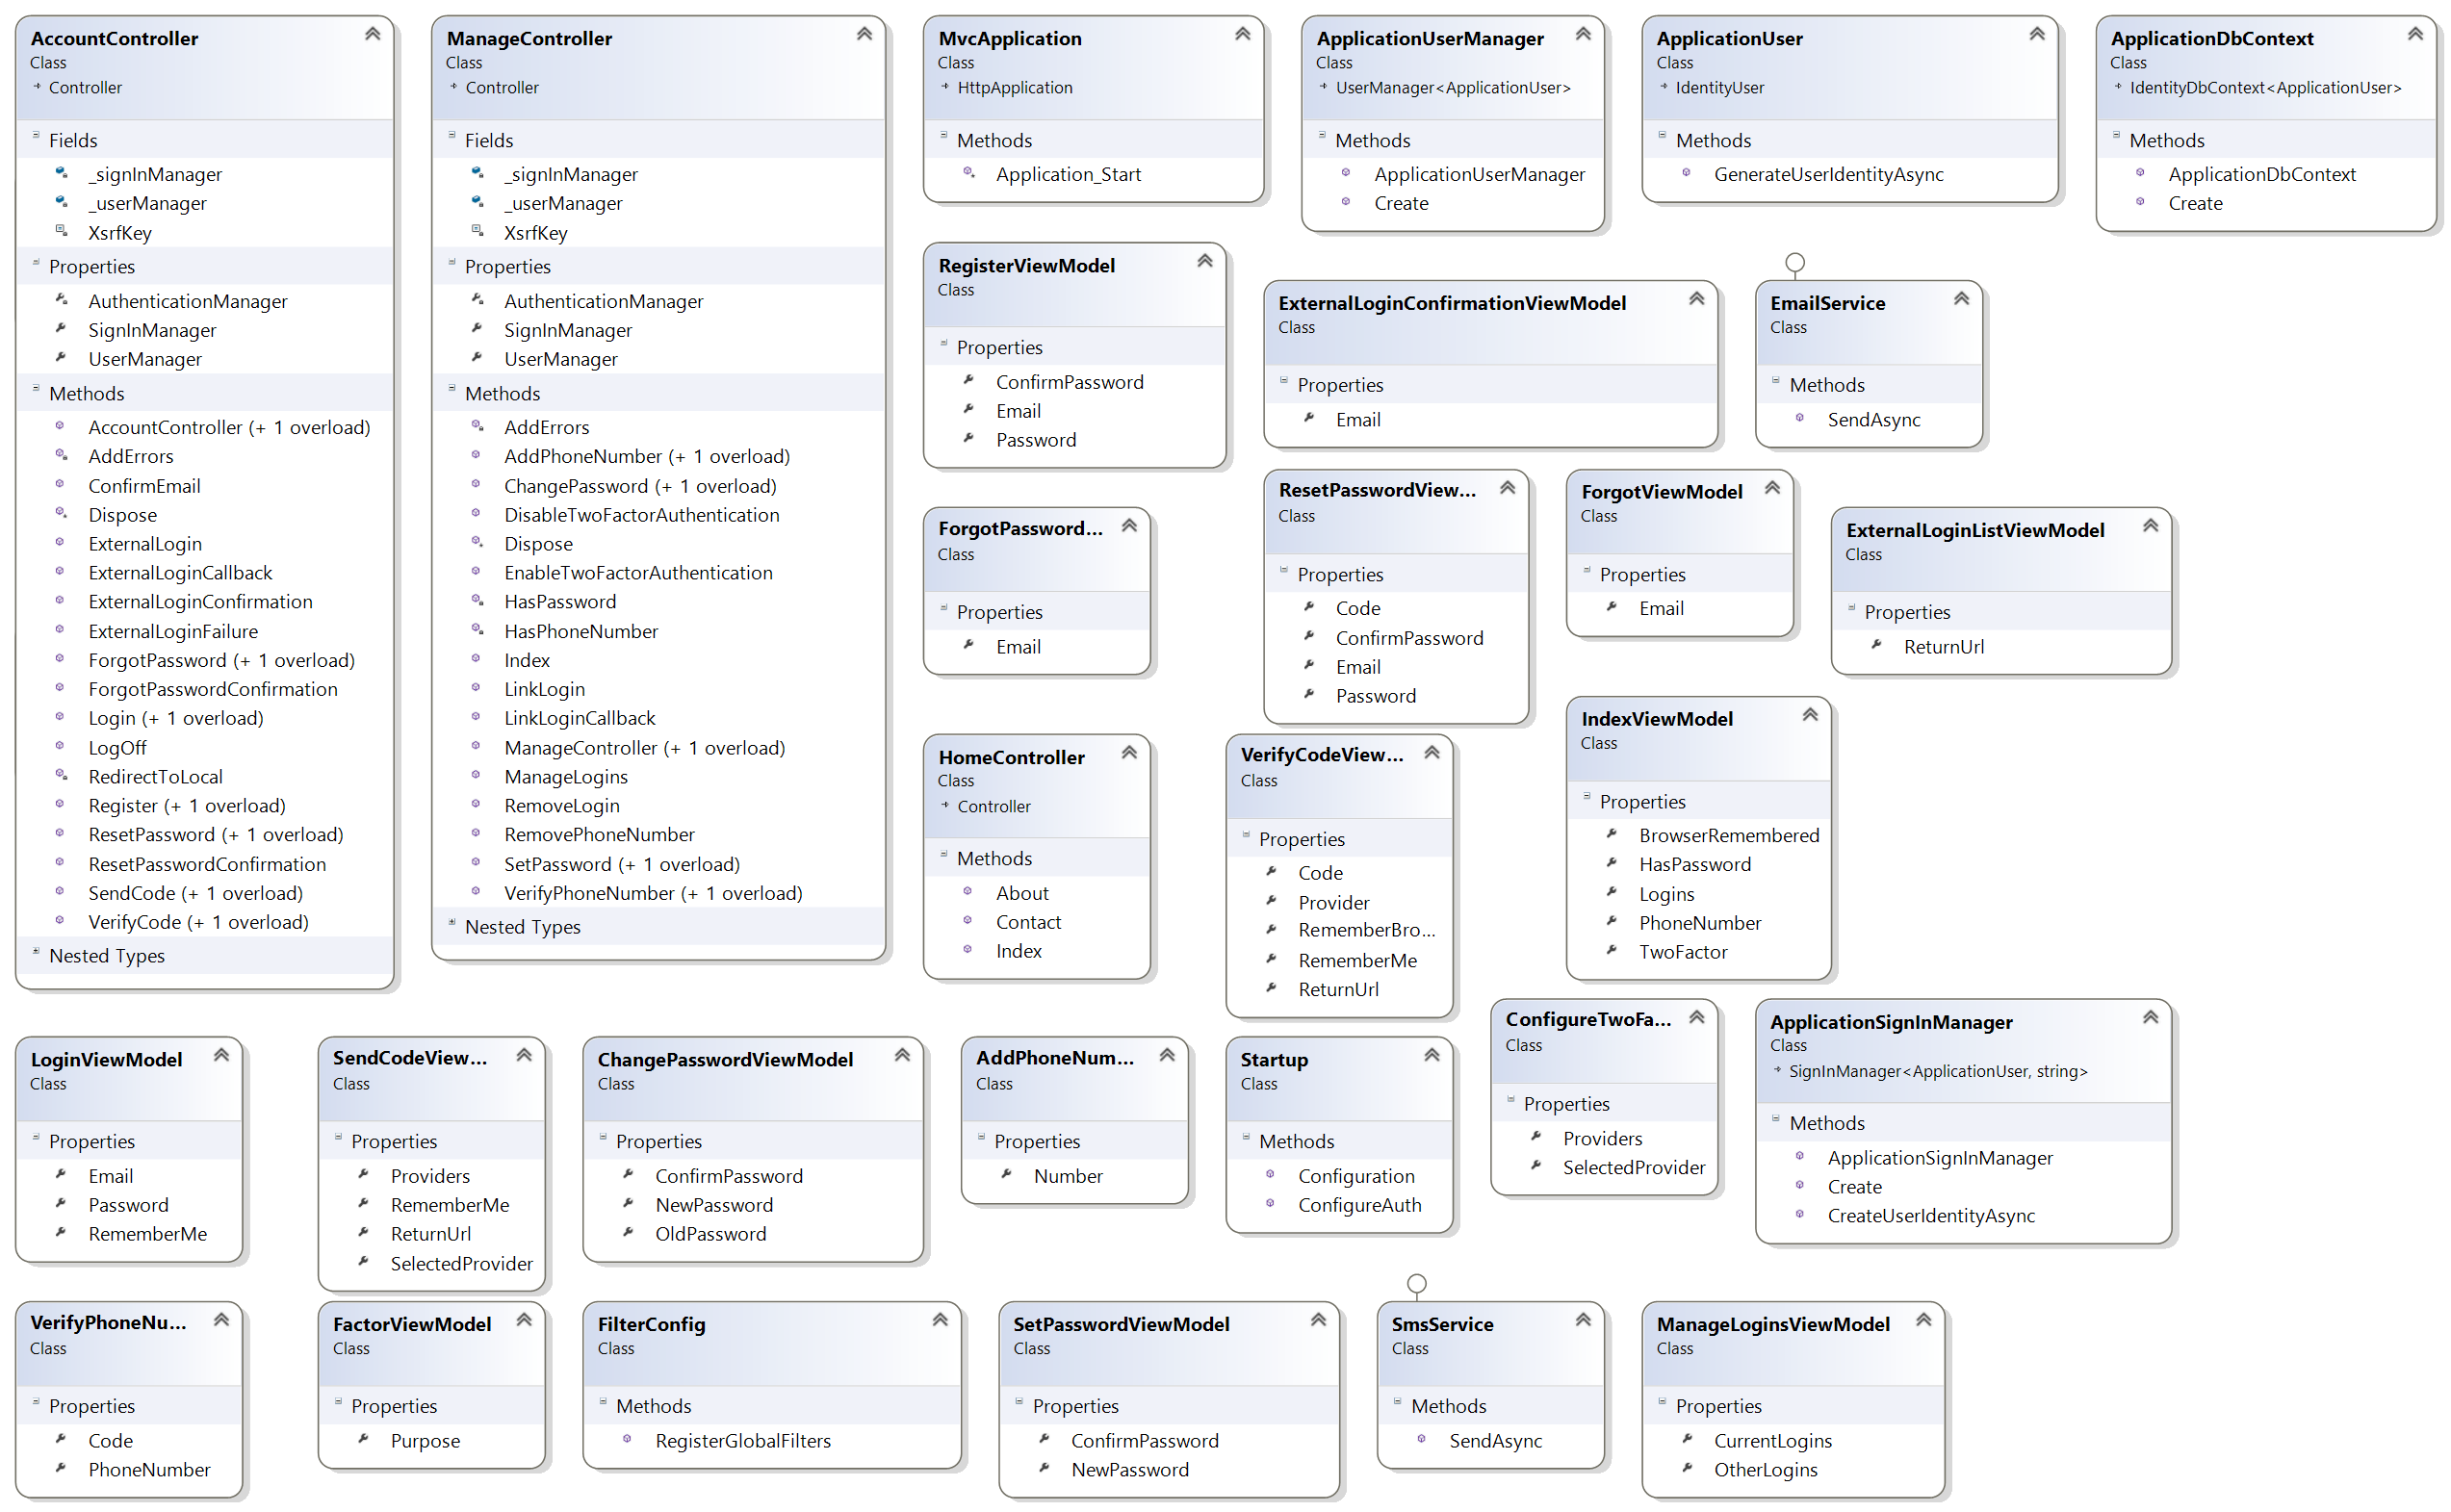 AccountController
Class
Controller
Fields
_signInManager
_userManager
XsrfKey
Properties
AuthenticationManager
SignInManager
UserManager
Methods
AccountController (+ 1 overload)
AddErrors
ConfirmEmail
Dispose
ExternalLogin
ExternalLoginCallback
ExternalLoginConfirmation
ExternalLoginFailure
ForgotPassword (+ 1 overload)
ForgotPasswordConfirmation
Login (+ 1 overload)
LogOff
RedirectToLocal
Register (+ 1 overload)
ResetPassword (+ 1 overload)
ResetPasswordConfirmation
SendCode (+ 1 overload)
VerifyCode (+ 1 overload)
Nested Types
ManageController
Class
Controller
Fields
_signInManager
_userManager
XsrfKey
Properties
AuthenticationManager
SignInManager
UserManager
Methods
AddErrors
AddPhoneNumber (+ 1 overload)
ChangePassword (+ 1 overload)
DisableTwoFactorAuthentication
Dispose
EnableTwoFactorAuthentication
HasPassword
HasPhoneNumber
Index
LinkLogin
LinkLoginCallback
ManageController (+ 1 overload)
ManageLogins
RemoveLogin
RemovePhoneNumber
SetPassword (+ 1 overload)
VerifyPhoneNumber (+ 1 overload)
Nested Types
MvcApplication
Class
HttpApplication
Methods
Application_Start
ApplicationUserManager
Class
UserManager<ApplicationUser>
Methods
ApplicationUserManager
Create
ApplicationUser
Class
IdentityUser
Methods
GenerateUserIdentityAsync
ApplicationDbContext
Class
IdentityDbContext<ApplicationUser>
Methods
ApplicationDbContext
Create
RegisterViewModel
Class
Properties
ConfirmPassword
Email
Password
ExternalLoginConfirmationViewModel
Class
Properties
Email
EmailService
Class
Methods
SendAsync
ForgotPassword...
Class
Properties
Email
ResetPasswordView...
Class
Properties
Code
ConfirmPassword
Email
Password
ForgotViewModel
Class
Properties
Email
ExternalLoginListViewModel
Class
Properties
ReturnUrl
HomeController
Class
Controller
Methods
About
Contact
Index
VerifyCodeView...
Class
Properties
Code
Provider
RememberBro...
RememberMe
ReturnUrl
IndexViewModel
Class
Properties
BrowserRemembered
HasPassword
Logins
PhoneNumber
TwoFactor
LoginViewModel
Class
Properties
Email
Password
RememberMe
SendCodeView...
Class
Properties
Providers
RememberMe
ReturnUrl
SelectedProvider
ChangePasswordViewModel
Class
Properties
ConfirmPassword
NewPassword
OldPassword
AddPhoneNum...
Class
Properties
Number
Startup
Class
Methods
Configuration
ConfigureAuth
ConfigureTwoFa...
Class
Properties
Providers
SelectedProvider
ApplicationSignInManager
Class
SignInManager<ApplicationUser, string>
Methods
ApplicationSignInManager
Create
CreateUserIdentityAsync
VerifyPhoneNu...
Class
Properties
Code
PhoneNumber
FactorViewModel
Class
Properties
Purpose
FilterConfig
Class
Methods
RegisterGlobalFilters
SetPasswordViewModel
Class
Properties
ConfirmPassword
NewPassword
SmsService
Class
Methods
SendAsync
ManageLoginsViewModel
Class
Properties
CurrentLogins
OtherLogins